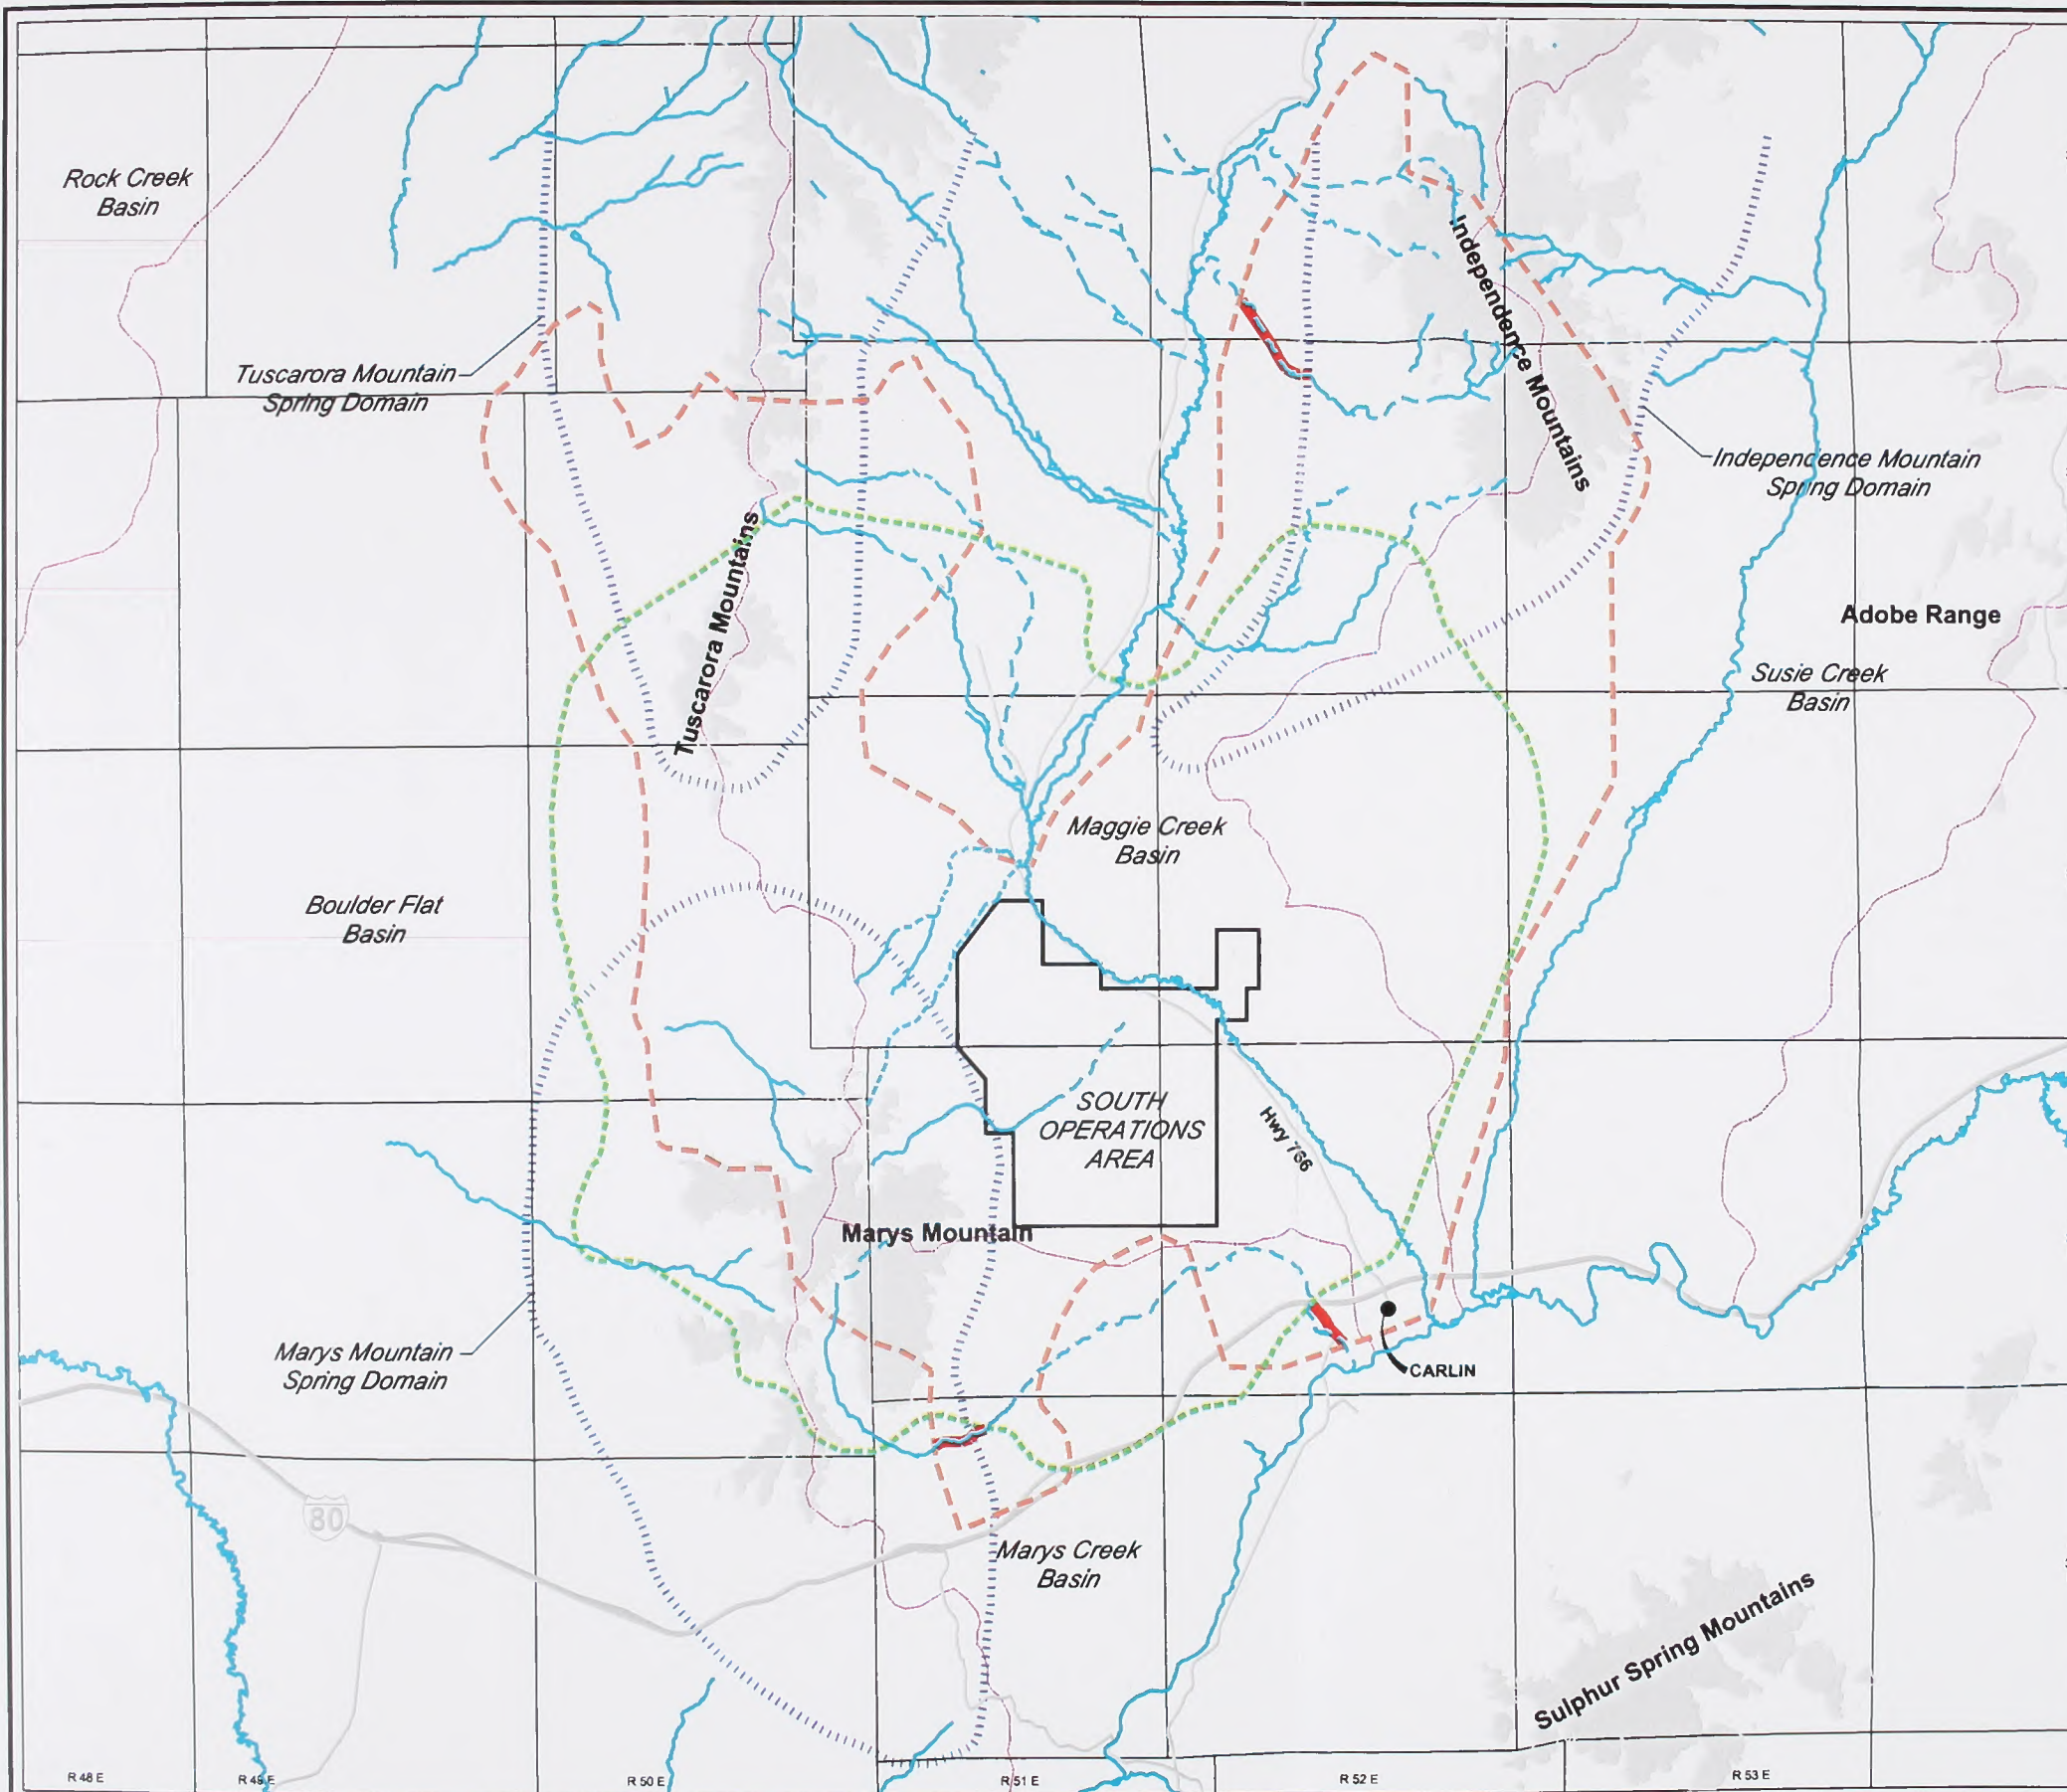 Rock Creek
Basin
Independence Mountains
Tuscarora Mountain
Spring Domain
Independence Mountain
Spring Domain
Tuscarora Mountains
Adobe Range
Susie Creek
Basin
Maggie Creek
Basin
Boulder Flat
Basin
SOUTH
OPERATIONS
AREA
Hwy 766
Marys Mountain
Marys Mountain
Spring Domain
CARLIN
80
Marys Creek
Basin
Sulphur Spring Mountains
R 48 E
R 49 E
R 50 E
R 51 E
R 52 E
R 53 E